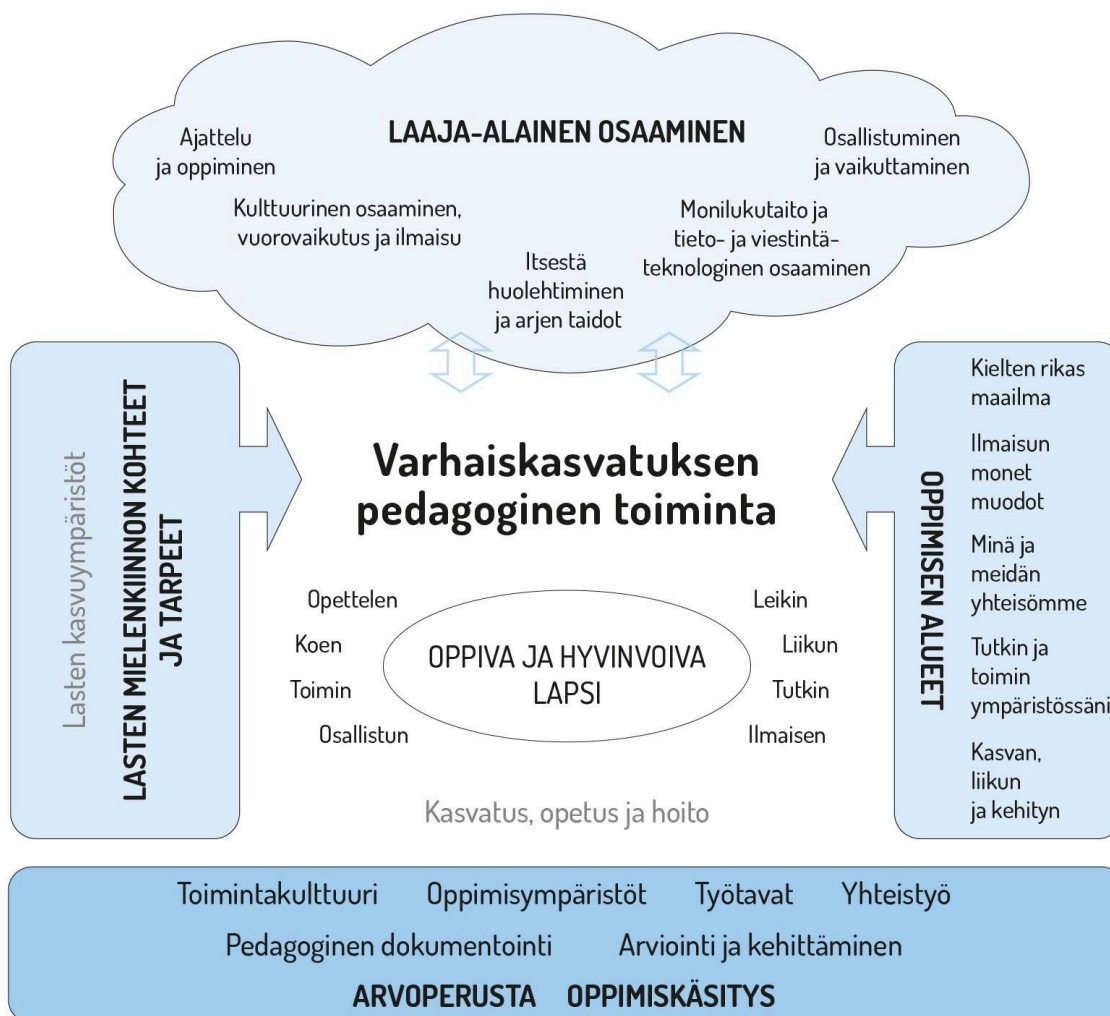 LAAJA-ALAINEN OSAAMINEN
Ajattelu
ja oppiminen
Kulttuurinen osaaminen,
vuorovaikutus ja ilmaisu
Itsestä
huolehtiminen
ja arjen taidot
Monilukutaito ja
tieto- ja viestintä-
teknologinen osaaminen
Osallistuminen
ja vaikuttaminen
Lasten kasvuympäristöt
LASTEN MIELENKIINNON KOHTEET
JA TARPEET
Varhaiskasvatuksen
pedagoginen toiminta
Opettelen
Koen
Toimin
Osallistun
OPPIVA JA HYVINVOIVA
LAPSI
Leikin
Liikun
Tutkin
Ilmaisen
Kasvatus, opetus ja hoito
OPPIMISEN ALUEET
Kielten rikas
maailma
Ilmaisun
monet
muodot
Minä ja
meidän
yhteisömme
Tutkin ja
toimin
ympäristössäni
Kasvan,
liikun
ja kehityn
Toimintakulttuuri Oppimisympäristöt Työtavat Yhteistyö
Pedagoginen dokumentointi Arviointi ja kehittäminen
ARVOPERUSTA OPPIMISKÄSITYS